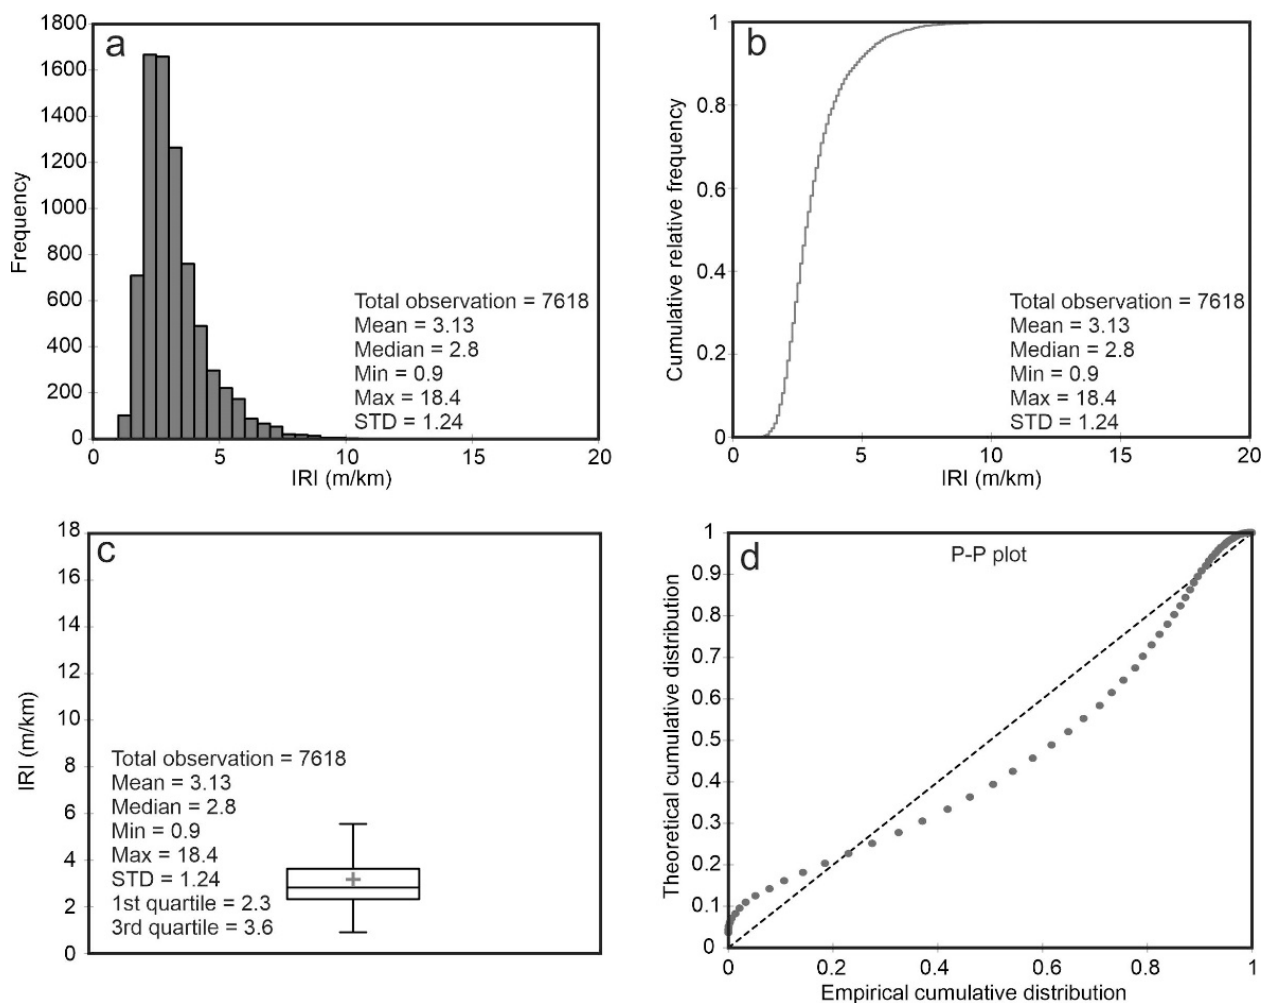 a
1800
1600
1400
1200
1000
800
600
400
200
0
Frequency
Total observation = 7618
Mean = 3.13
Median = 2.8
Min = 0.9
Max = 18.4
STD = 1.24
0 5 10 15 20
IRI (m/km)
b
1
0.8
0.6
0.4
0.2
0
Cumulative relative frequency
Total observation = 7618
Mean = 3.13
Median = 2.8
Min = 0.9
Max = 18.4
STD = 1.24
0 5 10 15 20
IRI (m/km)
c
18
16
14
12
10
8
6
4
2
0
IRI (m/km)
Total observation = 7618
Mean = 3.13
Median = 2.8
Min = 0.9
Max = 18.4
STD = 1.24
1st quartile = 2.3
3rd quartile = 3.6
d
P-P plot
1
0.9
0.8
0.7
0.6
0.5
0.4
0.3
0.2
0.1
0
Theoretical cumulative distribution
0 0.2 0.4 0.6 0.8 1
Empirical cumulative distribution